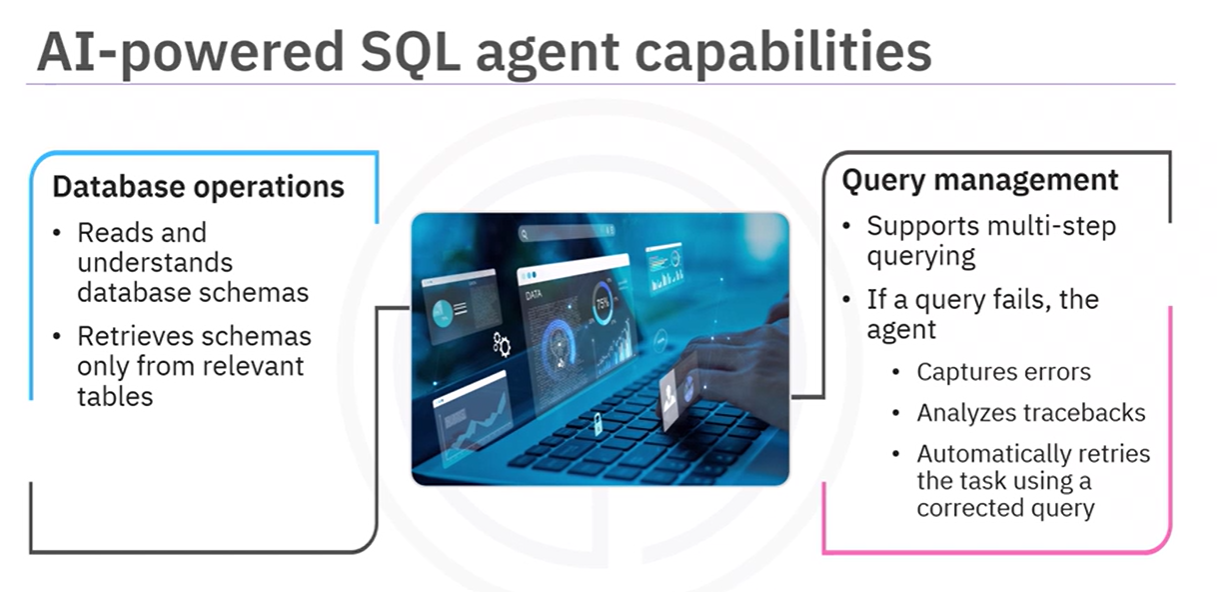 AI-powered SQL agent capabilities
Database operations
• Reads and
understands
database schemas
• Retrieves schemas
only from relevant
tables
DATA
75%
Query management
• Supports multi-step
querying
• If a query fails, the
agent
• Captures errors
• Analyzes tracebacks
• Automatically retries
the task using a
corrected query